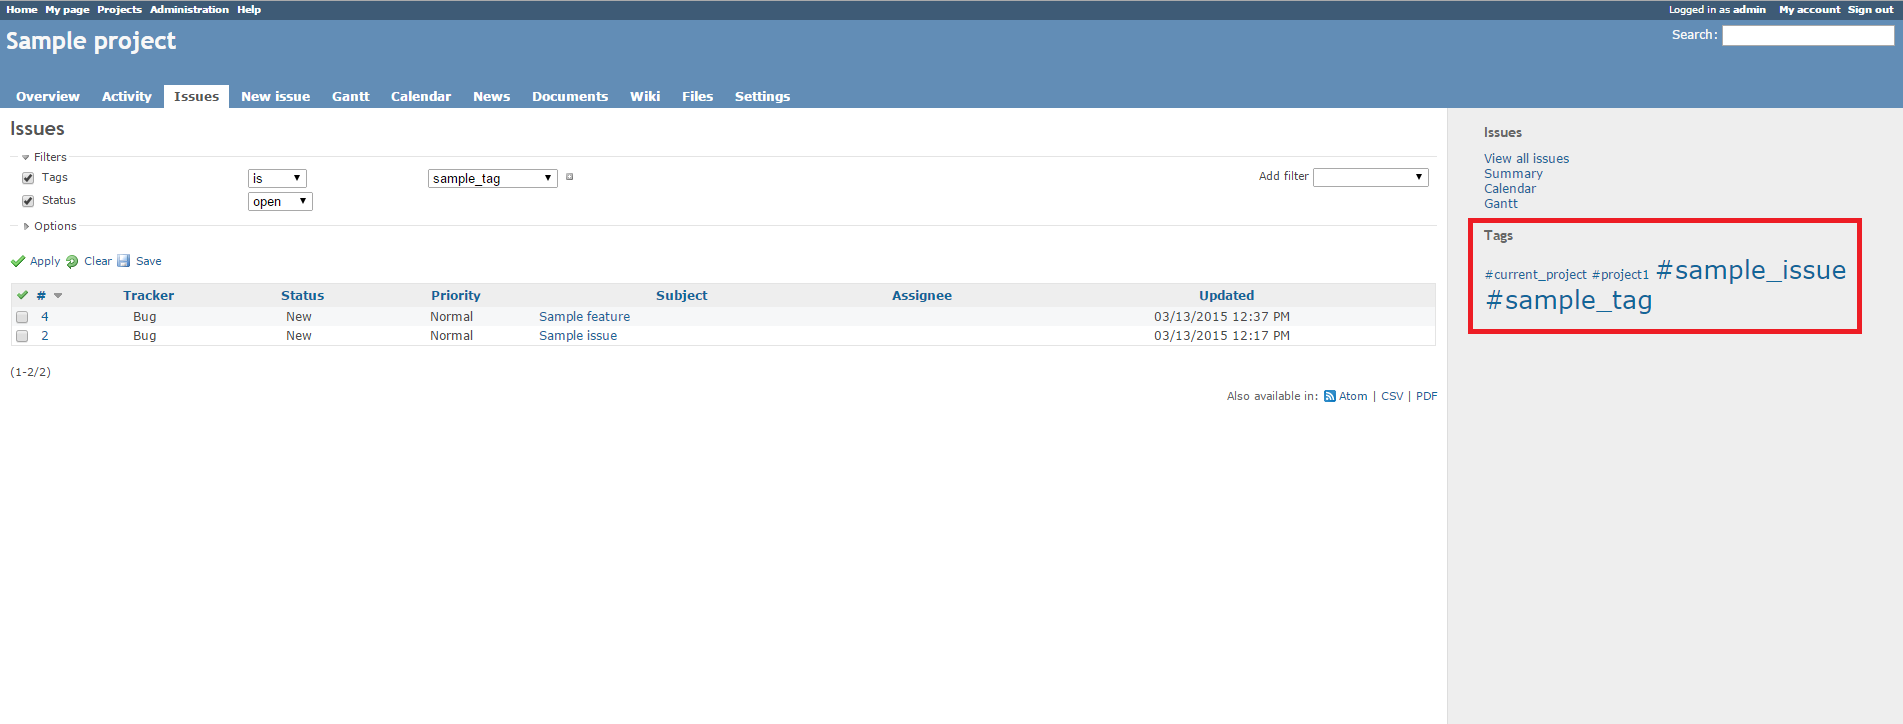 Home My page Projects Administration Help
Logged in as admin My account Sign out
Sample project
Search:
Overview Activity Issues New issue Gantt Calendar News Documents Wiki Files Settings
Issues
Filters
Tags is sample_tag Add filter
Status open
Options
Apply Clear Save
# Tracker Status Priority Subject Assignee Updated
4 Bug New Normal Sample feature 03/13/2015 12:37 PM
2 Bug New Normal Sample issue 03/13/2015 12:17 PM
(1-2/2)
Also available in: Atom | CSV | PDF
Issues
View all issues
Summary
Calendar
Gantt
Tags
#current_project #project1 #sample_issue
#sample_tag